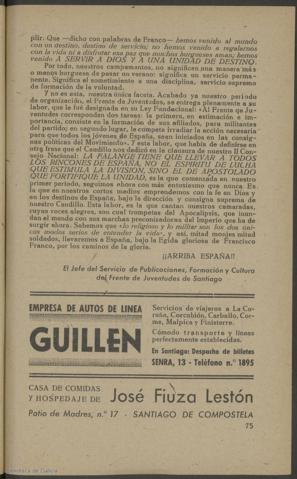 plir. Que —dicho con palabras de Franco— hemos venido al mundo
con un destino, destino de servicio; no hemos venido a regalarnos
con la vida ni a disfrutar esa paz que muchos burgueses aman; hemos
venido A SERVIR A DIOS Y A UNA UNIDAD DE DESTINO.
Por todo, nuestros campamentos, no significan una manera más
o menos burguesa de pasar un verano: significa un servicio perma-
nente. Significa el sometimiento a una disciplina, servicio supremo
de formación de la voluntad.
Y no es esta, nuestra única faceta. Acabado ya nuestro período
de organización, el Frente de Juventudes, se entrega plenamente a su
labor, que le fué designada en su Ley Fundacional: «Al Frente de Ju-
ventudes corresponden dos tareas: la primera, en estimación e im-
portancia, consiste en la formación de sus afiliados, para militantes
del partido; en segundo lugar, le compete irradiar la acción necesaria
para que todos los jóvenes de España, sean iniciados en las consig-
nas políticas del Movimiento». Y esta labor, que había de definirse en
otra frase que el Caudillo nos dedicó en la clausura de nuestro II Con-
sejo Nacional: LA FALANGE TIENE QUE LLEVAR A TODOS
LOS RINCONES DE ESPAÑA, NO EL ESPIRITU DE LUCHA
QUE ESTIMULA LA DIVISION, SINO EL DE APOSTOLADO
QUE FORTIFIQUE LA UNIDAD, es la que comenzada en nuestro
primer período, seguimos ahora con más entusiasmo que nunca. Es
la que en nuestros cortos medios emprendemos con la fe en Dios y
en los destinos de España, bajo la dirección y consigna suprema de
nuestro Caudillo. Esta labor, es la que cantan nuestros camaradas,
cuyas voces alegres, son cual trompetas del Apocalipsis, que inun-
dan el mundo con sus marchas preconizadoras del Imperio que ha de
surgir ahora. Sabemos que «lo religioso y lo militar son los dos úni-
cos modos serios de entender la vida», y así, mitad monjes mitad
soldados, llevaremos a España, bajo la Egida gloriosa de Francisco
Franco, por los caminos de la gloria.
¡¡ARRIBA ESPAÑA!!
El Jefe del Servicio de Publicaciones, Formación y Cultura
del Frente de Juventudes de Santiago
EMPRESA DE AUTOS DE LINEA
GUILLEN
Servicios de viajeros a La Co-
ruña, Corcubión, Carballo, Cor-
me, Malpica y Finisterre.
Cómodo transporte y líneas
perfectamente establecidas.
En Santiago: Despacho de billetes
SENRA, 13 - Teléfono n.º 1895
CASA DE COMIDAS
Y HOSPEDAJE DE
José Fiuza Lestón
Patio de Madres, n.º 17 - SANTIAGO DE COMPOSTELA
75